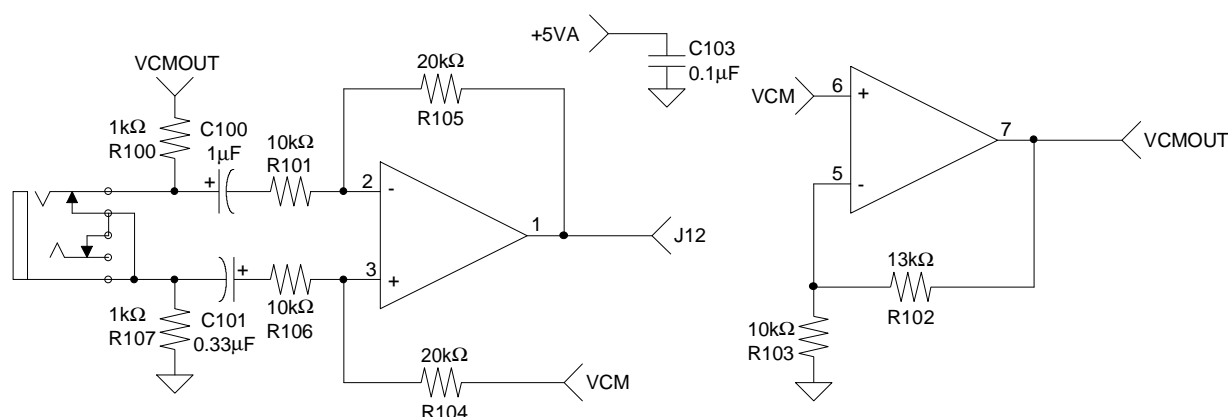 VCMOUT
1kΩ
R100
C100
1µF
+
10kΩ
R101
20kΩ
R105
+5VA
C103
0.1µF
2
-
3
+
1
J12
1kΩ
R107
C101
0.33µF
+
10kΩ
R106
20kΩ
R104
VCM
VCM
6
+
5
-
7
VCMOUT
13kΩ
R102
10kΩ
R103